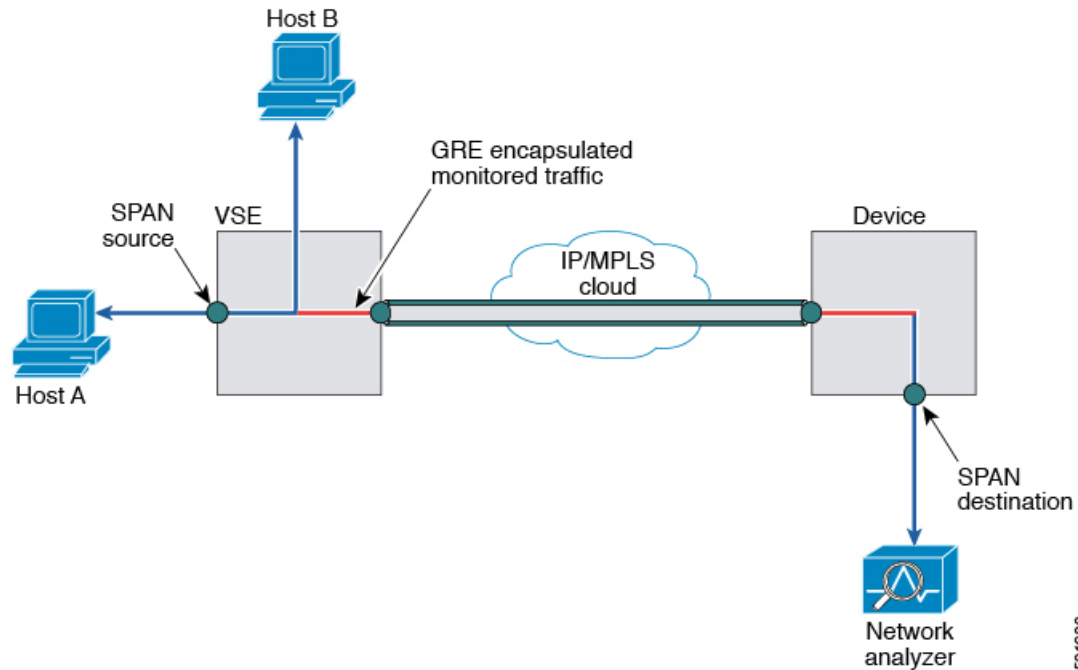 Host B
GRE encapsulated
monitored traffic
SPAN
source
VSE
Device
IP/MPLS
cloud
Host A
SPAN
destination
Network
analyzer